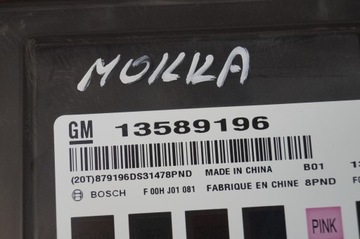 MOKKA
GM 13589196
(20T)879196DS31478PND MADE IN CHINA B01
BOSCH F 00H J01 081 FABRIQUE EN CHINE 8PND
PINK